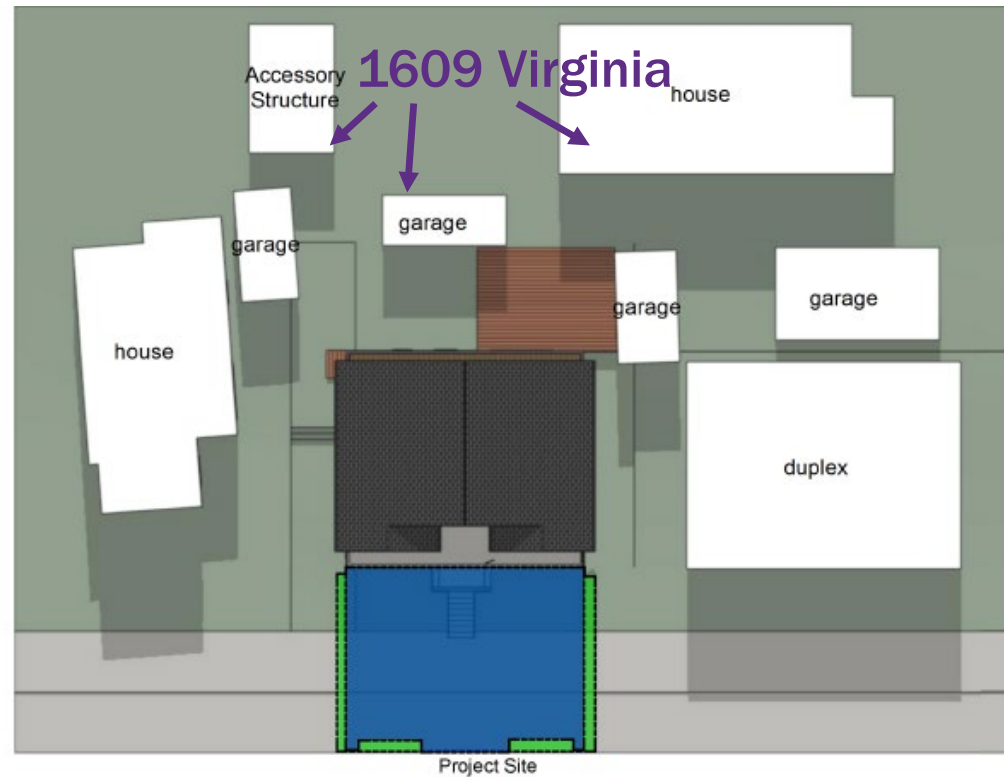 1609 Virginia
Accessory
Structure
house
garage
garage
garage
garage
house
duplex
Project Site